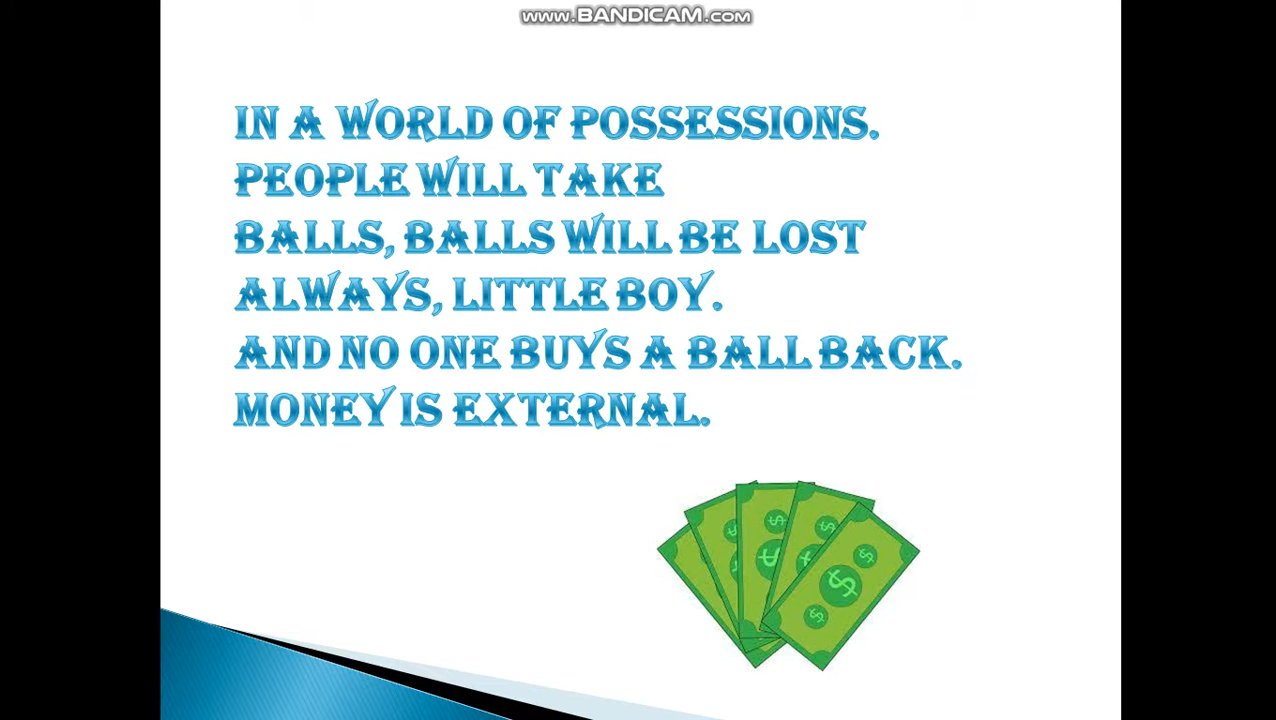 www.BANDICAM.com
IN A WORLD OF POSSESSIONS.
PEOPLE WILL TAKE
BALLS, BALLS WILL BE LOST
ALWAYS, LITTLE BOY.
AND NO ONE BUYS A BALL BACK.
MONEY IS EXTERNAL.
$ $ $ $ $ $ $